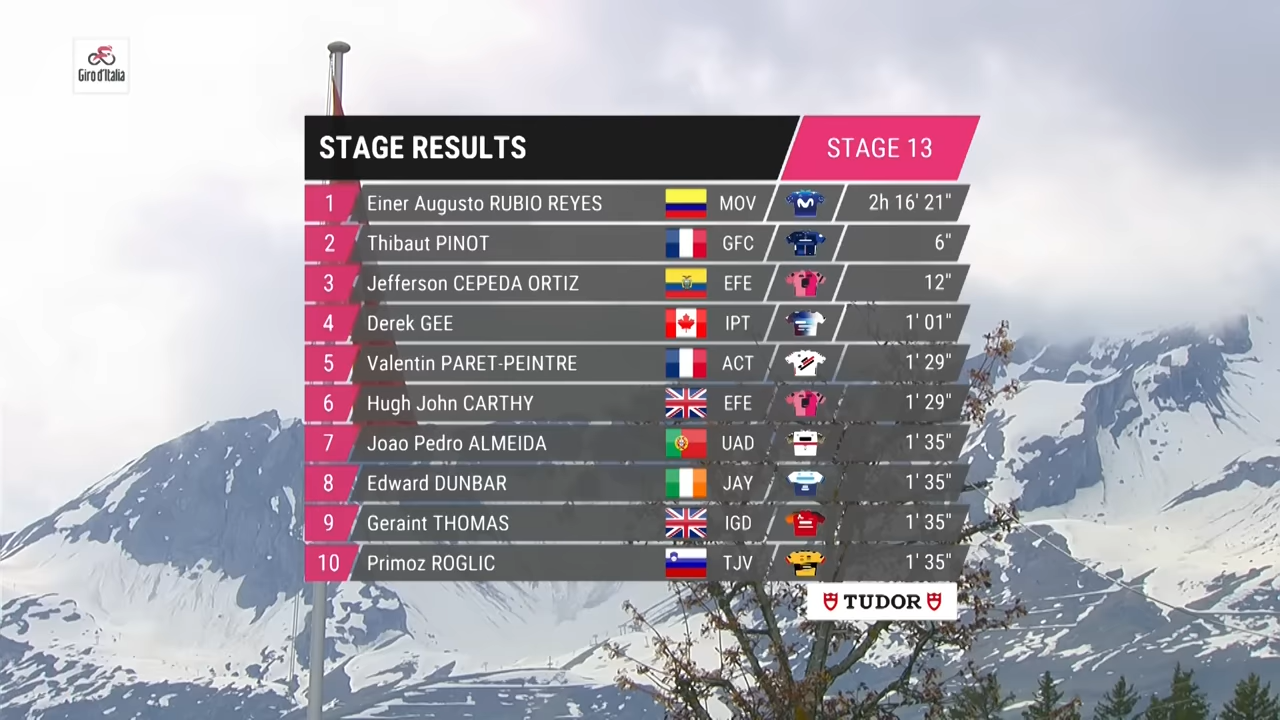 Giro d'Italia
STAGE RESULTS STAGE 13
1 Einer Augusto RUBIO REYES MOV 2h 16' 21"
2 Thibaut PINOT GFC 6"
3 Jefferson CEPEDA ORTIZ EFE 12"
4 Derek GEE IPT 1' 01"
5 Valentin PARET-PEINTRE ACT 1' 29"
6 Hugh John CARTHY EFE 1' 29"
7 Joao Pedro ALMEIDA UAD 1' 35"
8 Edward DUNBAR JAY 1' 35"
9 Geraint THOMAS IGD 1' 35"
10 Primoz ROGLIC TJV 1' 35"
TUDOR